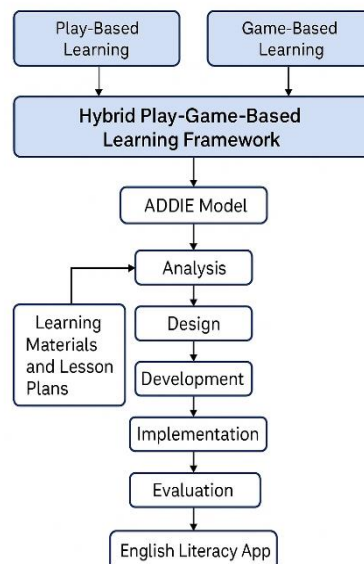 Play-Based
Learning
Game-Based
Learning
Hybrid Play-Game-Based
Learning Framework
ADDIE Model
Analysis
Learning
Materials
and Lesson
Plans
Design
Development
Implementation
Evaluation
English Literacy App